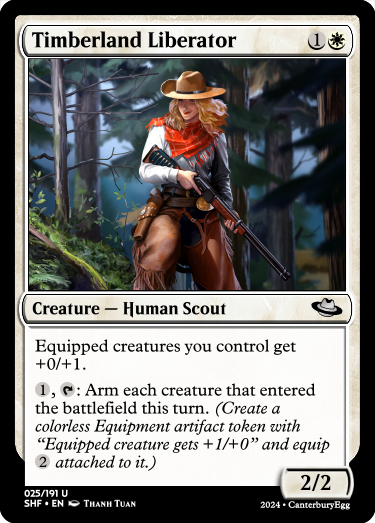 Timberland Liberator 1
Creature — Human Scout
Equipped creatures you control get
+0/+1.
1, : Arm each creature that entered
the battlefield this turn. (Create a
colorless Equipment artifact token with
“Equipped creature gets +1/+0” and equip
2 attached to it.)
2/2
025/191 U
SHF • EN Thanh Tuan
2024 • CanterburyEgg